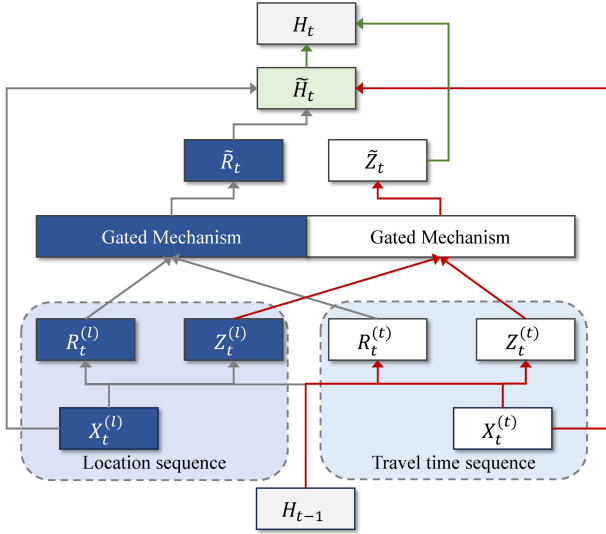 H_t
H̃_t
R̃_t
Z̃_t
Gated Mechanism
Gated Mechanism
R_t^(l)
Z_t^(l)
R_t^(t)
Z_t^(t)
X_t^(l)
X_t^(t)
Location sequence
Travel time sequence
H_{t−1}